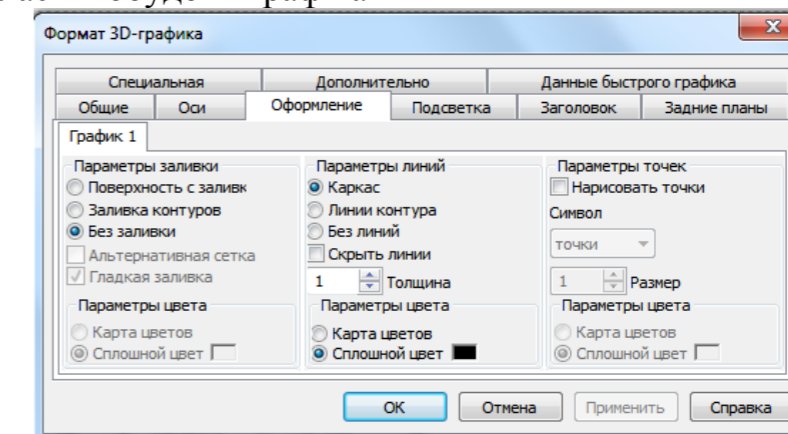 Формат 3D-графика
Специальная Дополнительно Данные быстрого графика
Общие Оси Оформление Подсветка Заголовок Задние планы
График 1
Параметры заливки Параметры линий Параметры точек
Поверхность с заливк Каркас Нарисовать точки
Заливка контуров Линии контура Символ
Без заливки Без линий точки
Альтернативная сетка Скрыть линии
Гладкая заливка 1 Толщина 1 Размер
Параметры цвета Параметры цвета Параметры цвета
Карта цветов Карта цветов Карта цветов
Сплошной цвет Сплошной цвет Сплошной цвет
ОК Отмена Применить Справка